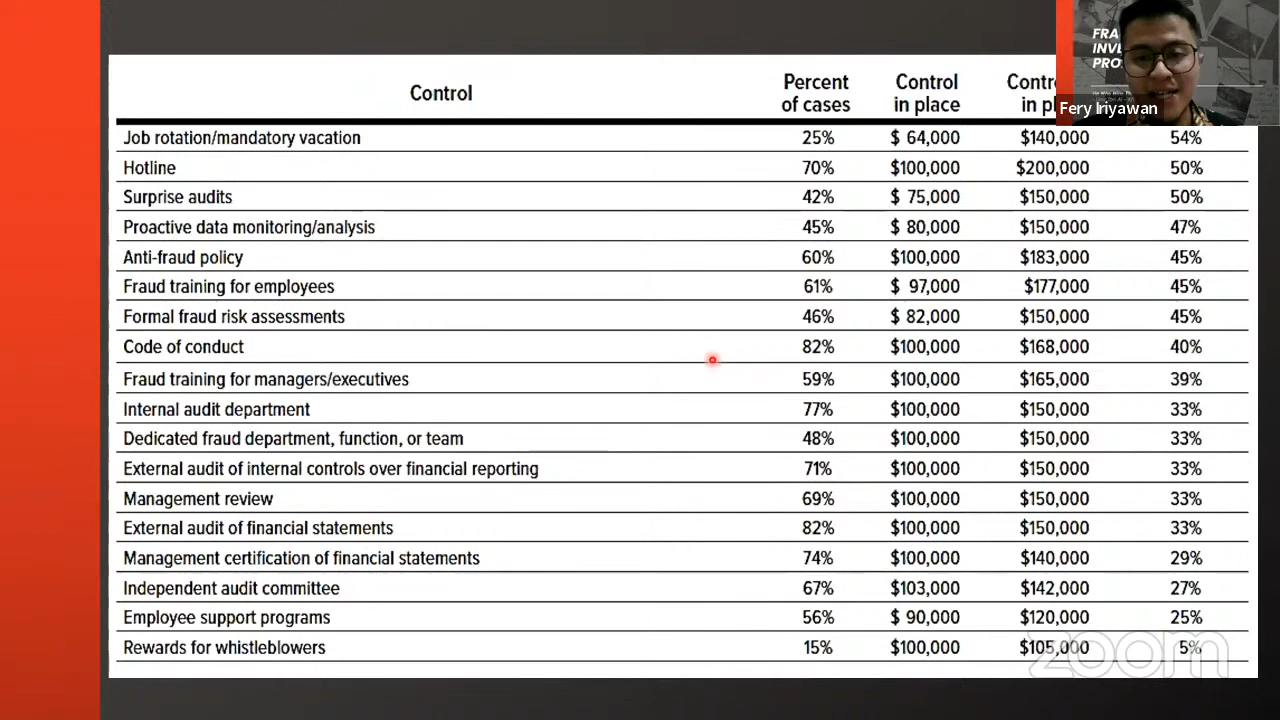 FRA
INVE
PRO
Fery Iriyawan
Control Percent of cases Control in place Contro in pl
Job rotation/mandatory vacation 25% $ 64,000 $140,000 54%
Hotline 70% $100,000 $200,000 50%
Surprise audits 42% $ 75,000 $150,000 50%
Proactive data monitoring/analysis 45% $ 80,000 $150,000 47%
Anti-fraud policy 60% $100,000 $183,000 45%
Fraud training for employees 61% $ 97,000 $177,000 45%
Formal fraud risk assessments 46% $ 82,000 $150,000 45%
Code of conduct 82% $100,000 $168,000 40%
Fraud training for managers/executives 59% $100,000 $165,000 39%
Internal audit department 77% $100,000 $150,000 33%
Dedicated fraud department, function, or team 48% $100,000 $150,000 33%
External audit of internal controls over financial reporting 71% $100,000 $150,000 33%
Management review 69% $100,000 $150,000 33%
External audit of financial statements 82% $100,000 $150,000 33%
Management certification of financial statements 74% $100,000 $140,000 29%
Independent audit committee 67% $103,000 $142,000 27%
Employee support programs 56% $ 90,000 $120,000 25%
Rewards for whistleblowers 15% $100,000 $105,000 5%
zoom